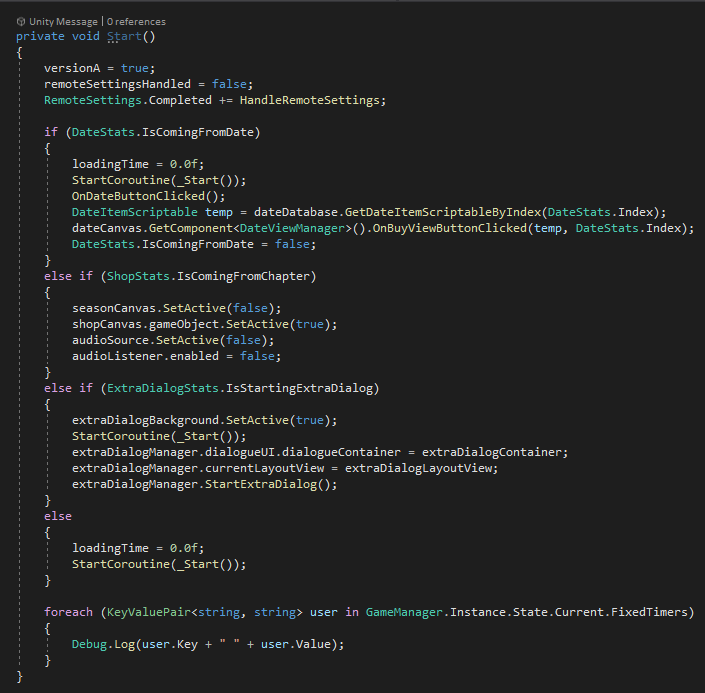 Unity Message | 0 references
private void Start()
{
versionA = true;
remoteSettingsHandled = false;
RemoteSettings.Completed += HandleRemoteSettings;
if (DateStats.IsComingFromDate)
{
loadingTime = 0.0f;
StartCoroutine(_Start());
OnDateButtonClicked();
DateItemScriptable temp = dateDatabase.GetDateItemScriptableByIndex(DateStats.Index);
dateCanvas.GetComponent<DateViewManager>().OnBuyViewButtonClicked(temp, DateStats.Index);
DateStats.IsComingFromDate = false;
}
else if (ShopStats.IsComingFromChapter)
{
seasonCanvas.SetActive(false);
shopCanvas.gameObject.SetActive(true);
audioSource.SetActive(false);
audioListener.enabled = false;
}
else if (ExtraDialogStats.IsStartingExtraDialog)
{
extraDialogBackground.SetActive(true);
StartCoroutine(_Start());
extraDialogManager.dialogueUI.dialogueContainer = extraDialogContainer;
extraDialogManager.currentLayoutView = extraDialogLayoutView;
extraDialogManager.StartExtraDialog();
}
else
{
loadingTime = 0.0f;
StartCoroutine(_Start());
}
foreach (KeyValuePair<string, string> user in GameManager.Instance.State.Current.FixedTimers)
{
Debug.Log(user.Key + " " + user.Value);
}
}